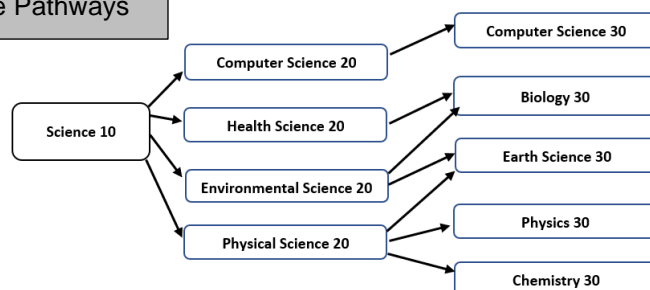 Pathways
Computer Science 30
Computer Science 20
Biology 30
Health Science 20
Science 10
Earth Science 30
Environmental Science 20
Physics 30
Physical Science 20
Chemistry 30